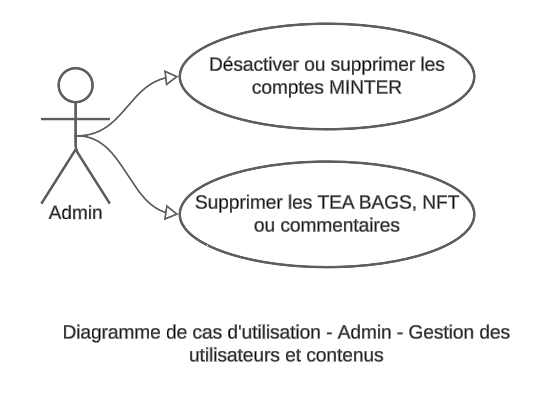 Désactiver ou supprimer les
comptes MINTER
Admin
Supprimer les TEA BAGS, NFT
ou commentaires
Diagramme de cas d'utilisation - Admin - Gestion des
utilisateurs et contenus